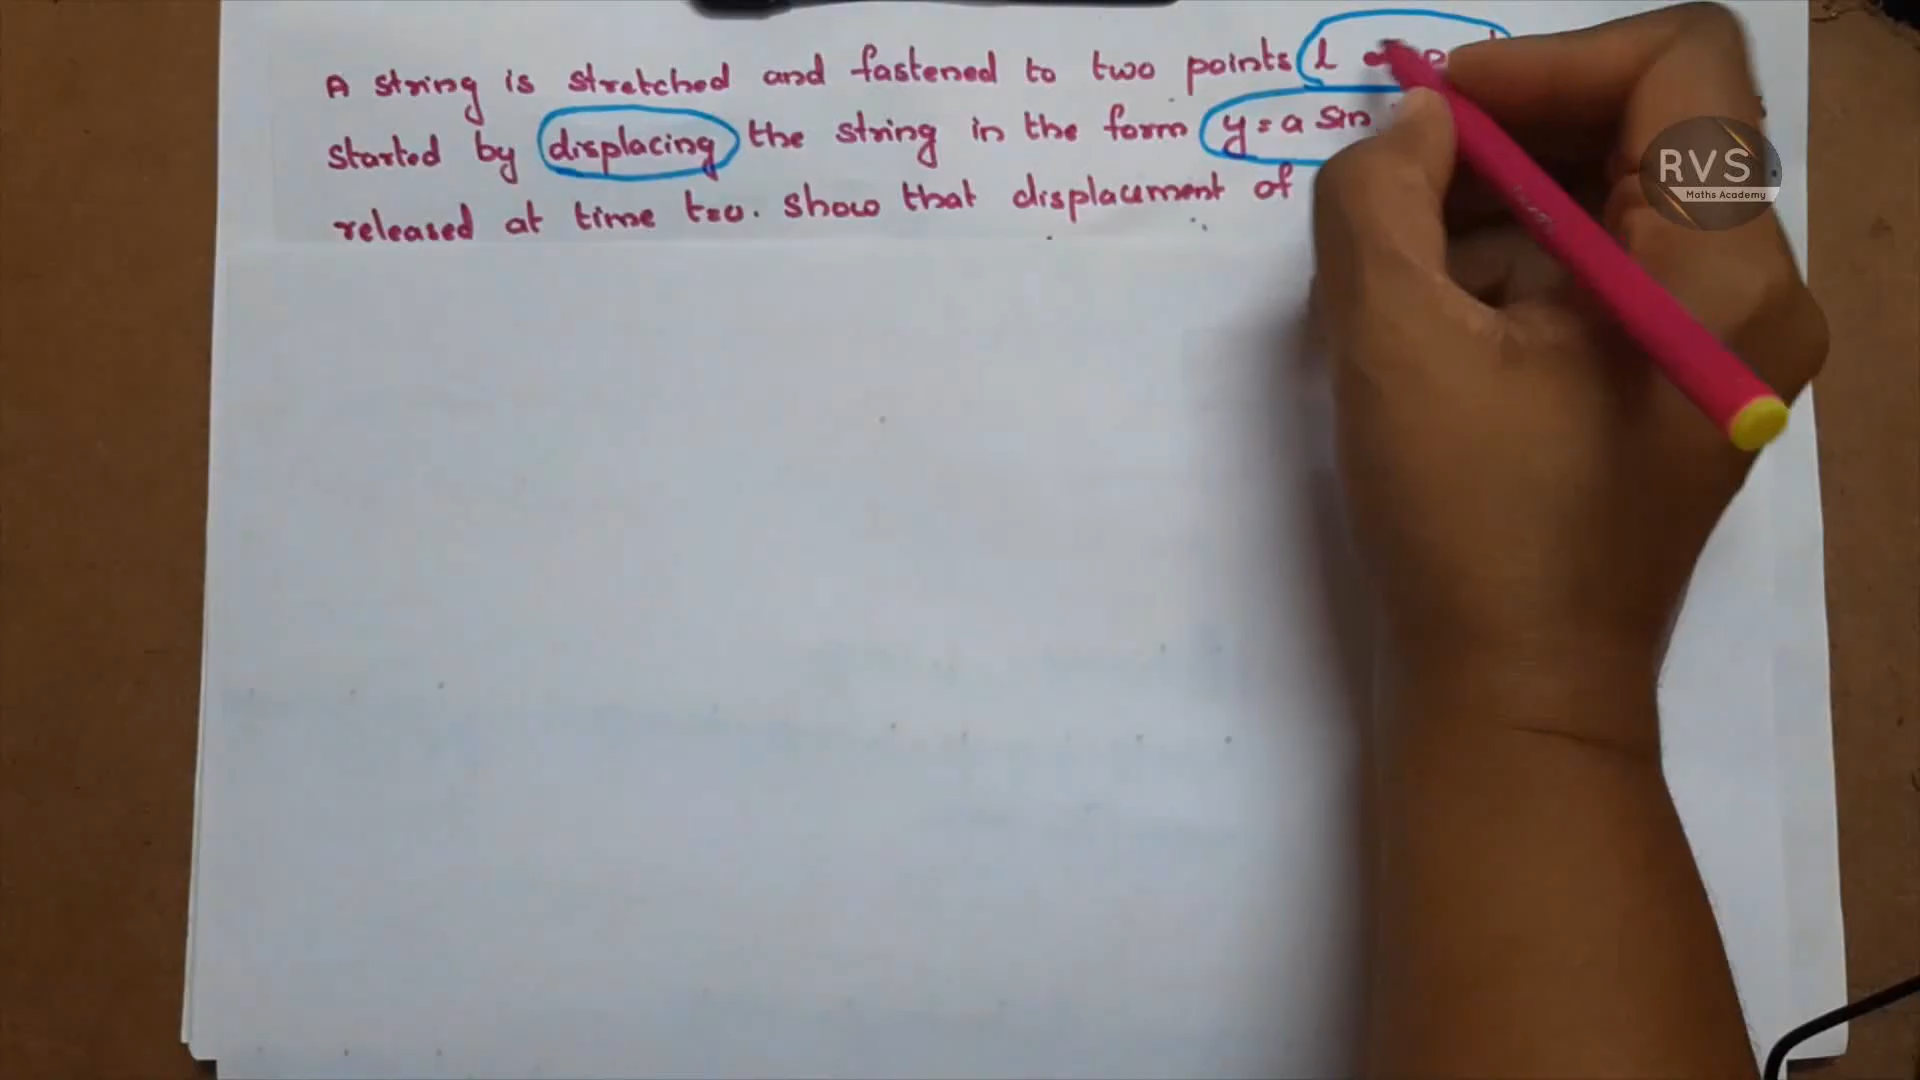 A string is stretched and fastened to two points l
started by displacing the string in the form y = a sin
released at time t=0. Show that displacement of
RVS
Maths Academy